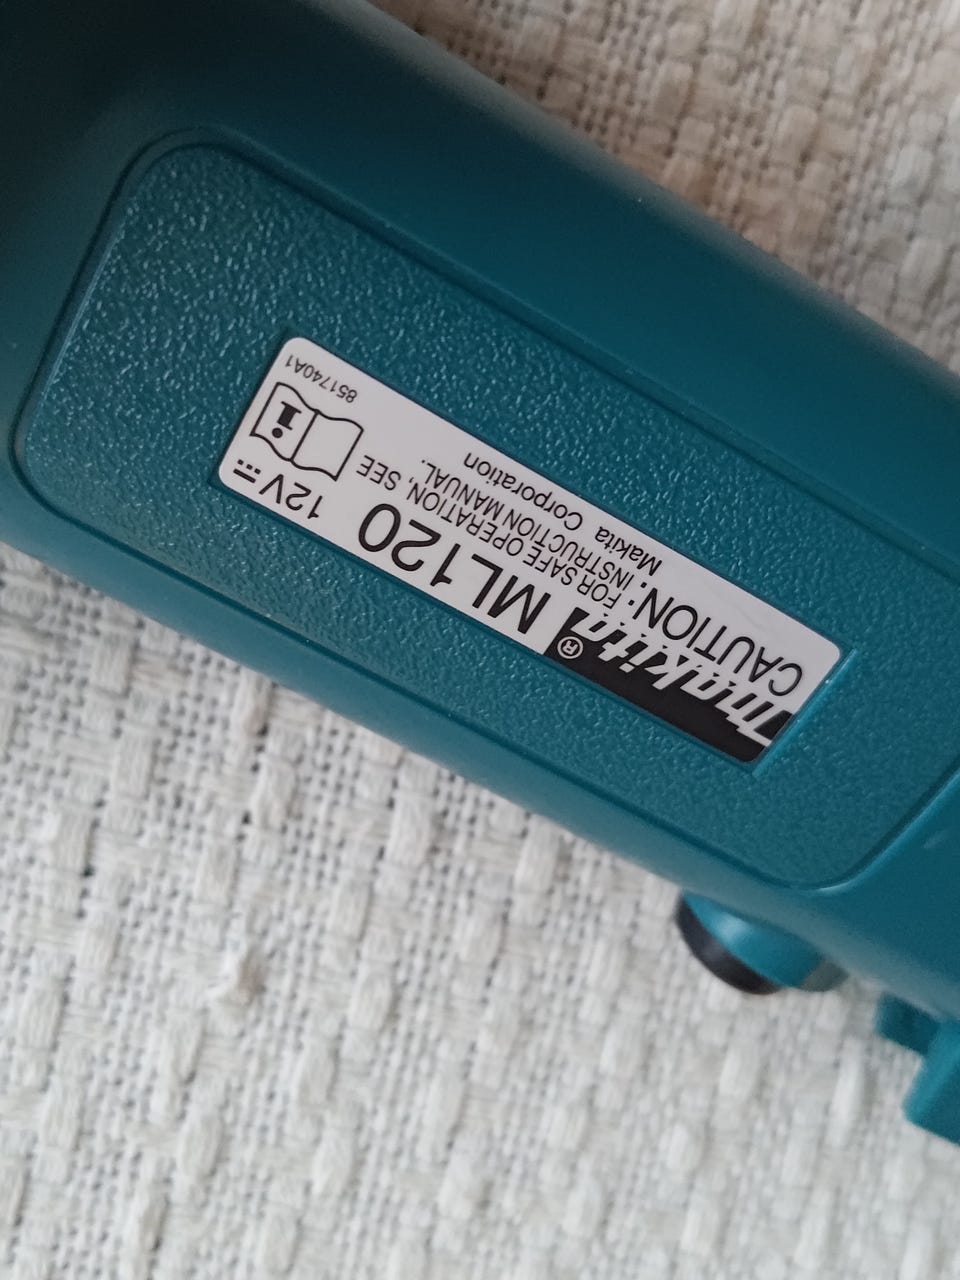 makita® ML120 12V
CAUTION: FOR SAFE OPERATION, SEE
INSTRUCTION MANUAL.
Makita Corporation
i
851740A1